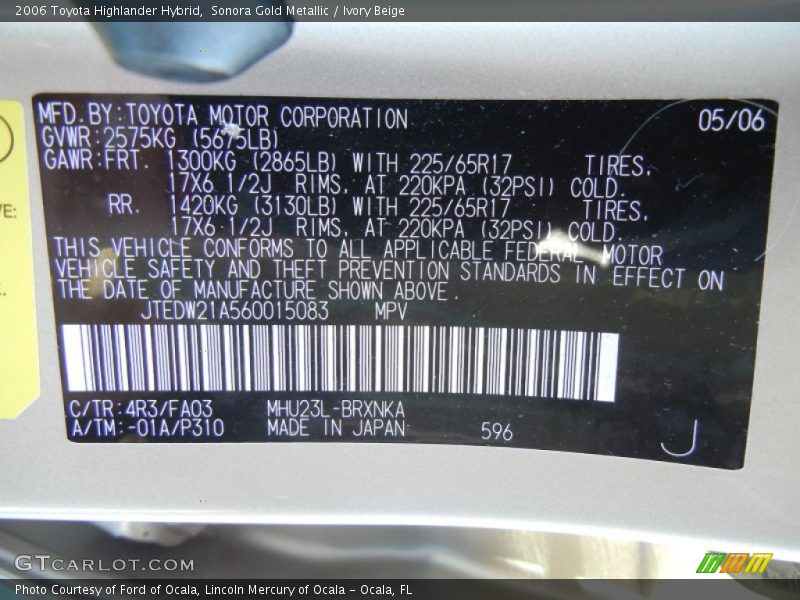 2006 Toyota Highlander Hybrid, Sonora Gold Metallic / Ivory Beige
MFD.BY:TOYOTA MOTOR CORPORATION 05/06
GVWR:2575KG (5675LB)
GAWR:FRT. 1300KG (2865LB) WITH 225/65R17 TIRES,
17X6 1/2J RIMS, AT 220KPA (32PSI) COLD.
RR. 1420KG (3130LB) WITH 225/65R17 TIRES,
17X6 1/2J RIMS, AT 220KPA (32PSI) COLD.
THIS VEHICLE CONFORMS TO ALL APPLICABLE FEDERAL MOTOR
VEHICLE SAFETY AND THEFT PREVENTION STANDARDS IN EFFECT ON
THE DATE OF MANUFACTURE SHOWN ABOVE.
JTEDW21A560015083 MPV
C/TR:4R3/FA03 MHU23L-BRXNKA
A/TM:-01A/P310 MADE IN JAPAN 596 J
GTCARLOT.COM
Photo Courtesy of Ford of Ocala, Lincoln Mercury of Ocala - Ocala, FL